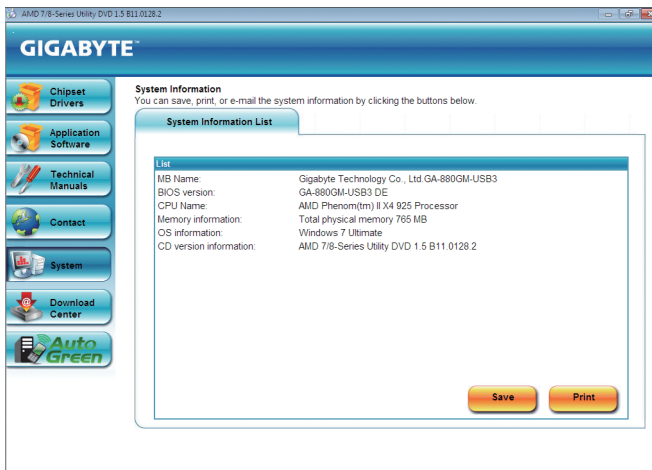 AMD 7/8-Series Utility DVD 1.5 B11.0128.2
GIGABYTE™
Chipset
Drivers
Application
Software
Technical
Manuals
Contact
System
Download
Center
Auto
Green
System Information
You can save, print, or e-mail the system information by clicking the buttons below.
System Information List
List
MB Name: Gigabyte Technology Co., Ltd.GA-880GM-USB3
BIOS version: GA-880GM-USB3 DE
CPU Name: AMD Phenom(tm) II X4 925 Processor
Memory information: Total physical memory 765 MB
OS information: Windows 7 Ultimate
CD version information: AMD 7/8-Series Utility DVD 1.5 B11.0128.2
Save Print